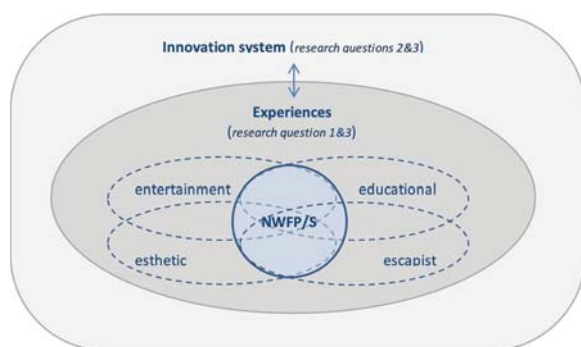 Innovation system (research questions 2&3)
Experiences
(research question 1&3)
entertainment
educational
NWFP/S
esthetic
escapist